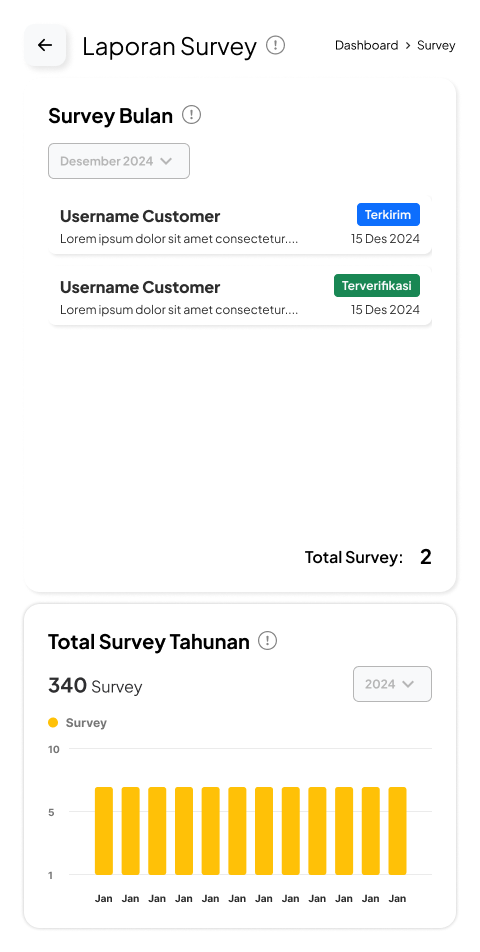 Laporan Survey
Dashboard > Survey
Survey Bulan
Desember 2024
Username Customer
Terkirim
Lorem ipsum dolor sit amet consectetur....
15 Des 2024
Username Customer
Terverifikasi
Lorem ipsum dolor sit amet consectetur....
15 Des 2024
Total Survey: 2
Total Survey Tahunan
340 Survey
2024
Survey
10
5
1
Jan Jan Jan Jan Jan Jan Jan Jan Jan Jan Jan Jan